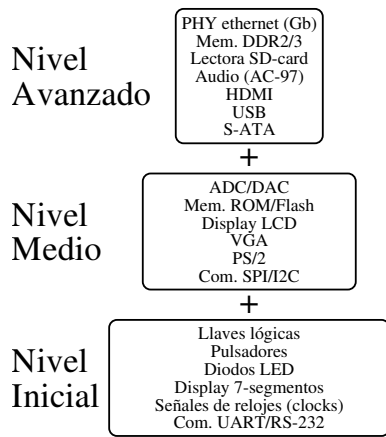 Nivel
Avanzado
PHY ethernet (Gb)
Mem. DDR2/3
Lectora SD-card
Audio (AC-97)
HDMI
USB
S-ATA
+
Nivel
Medio
ADC/DAC
Mem. ROM/Flash
Display LCD
VGA
PS/2
Com. SPI/I2C
+
Nivel
Inicial
Llaves lógicas
Pulsadores
Diodos LED
Display 7-segmentos
Señales de relojes (clocks)
Com. UART/RS-232